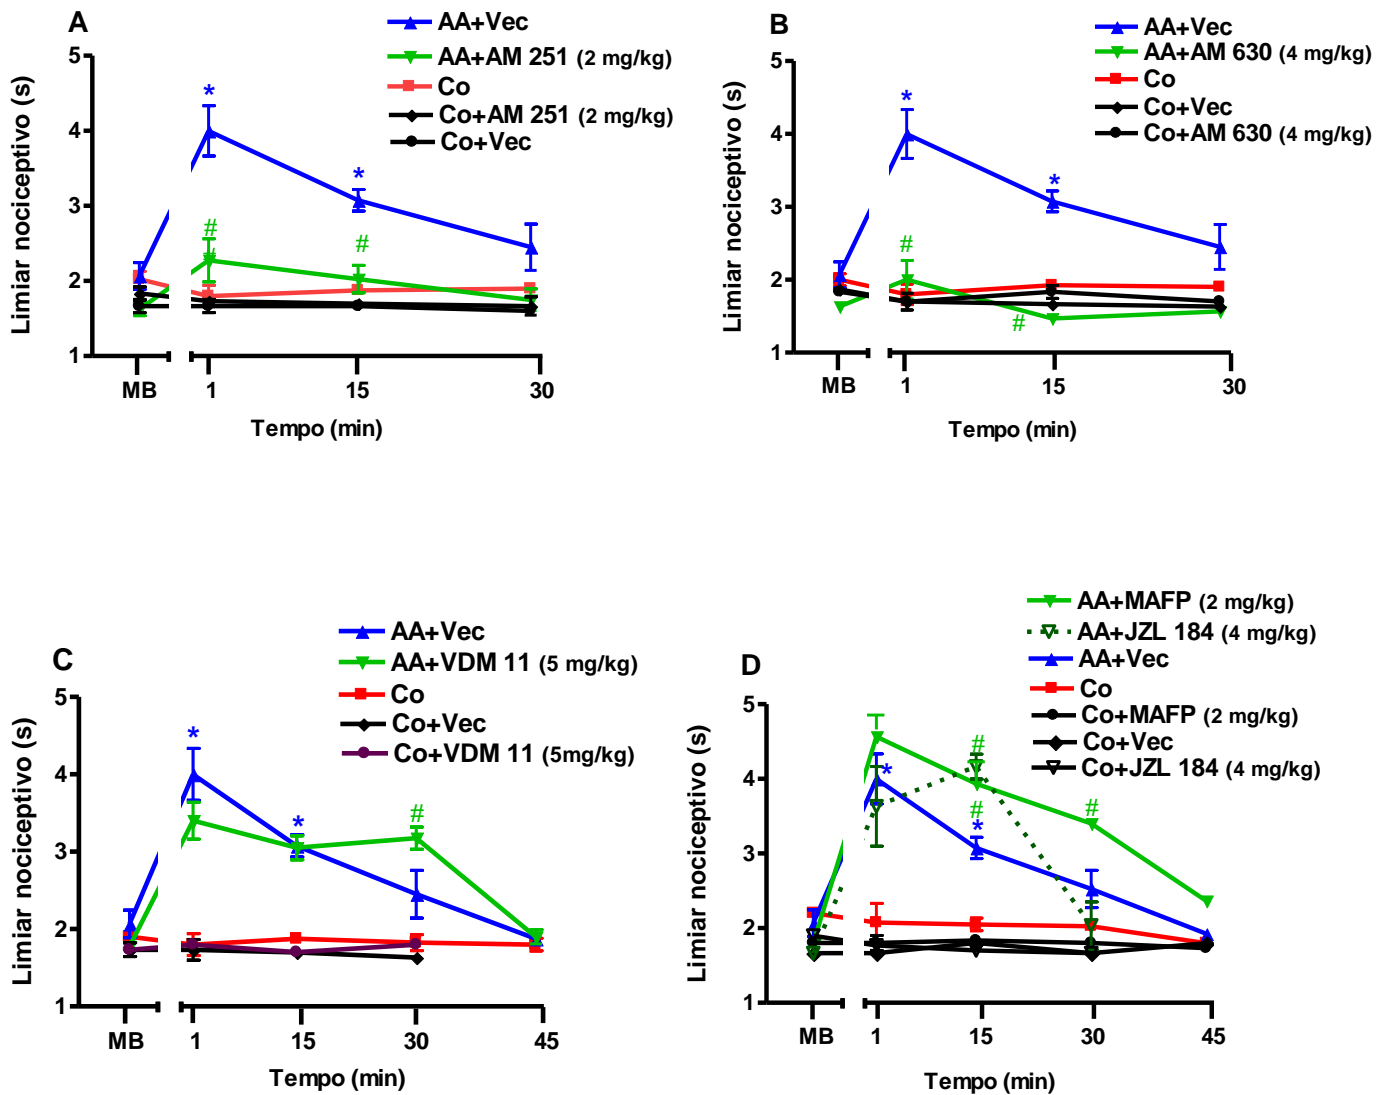 A
AA+Vec
AA+AM 251 (2 mg/kg)
Co
Co+AM 251 (2 mg/kg)
Co+Vec
Limiar nociceptivo (s)
5
4
3
2
1
*
*
#
#
#
MB
1
15
30
Tempo (min)
B
AA+Vec
AA+AM 630 (4 mg/kg)
Co
Co+Vec
Co+AM 630 (4 mg/kg)
Limiar nociceptivo (s)
5
4
3
2
1
*
*
#
#
MB
1
15
30
Tempo (min)
C
AA+Vec
AA+VDM 11 (5 mg/kg)
Co
Co+Vec
Co+VDM 11 (5mg/kg)
Limiar nociceptivo (s)
5
4
3
2
1
*
*
#
MB
1
15
30
45
Tempo (min)
D
AA+MAFP (2 mg/kg)
AA+JZL 184 (4 mg/kg)
AA+Vec
Co
Co+MAFP (2 mg/kg)
Co+Vec
Co+JZL 184 (4 mg/kg)
Limiar nociceptivo (s)
5
4
3
2
1
*
#
#
*
#
MB
1
15
30
45
Tempo (min)